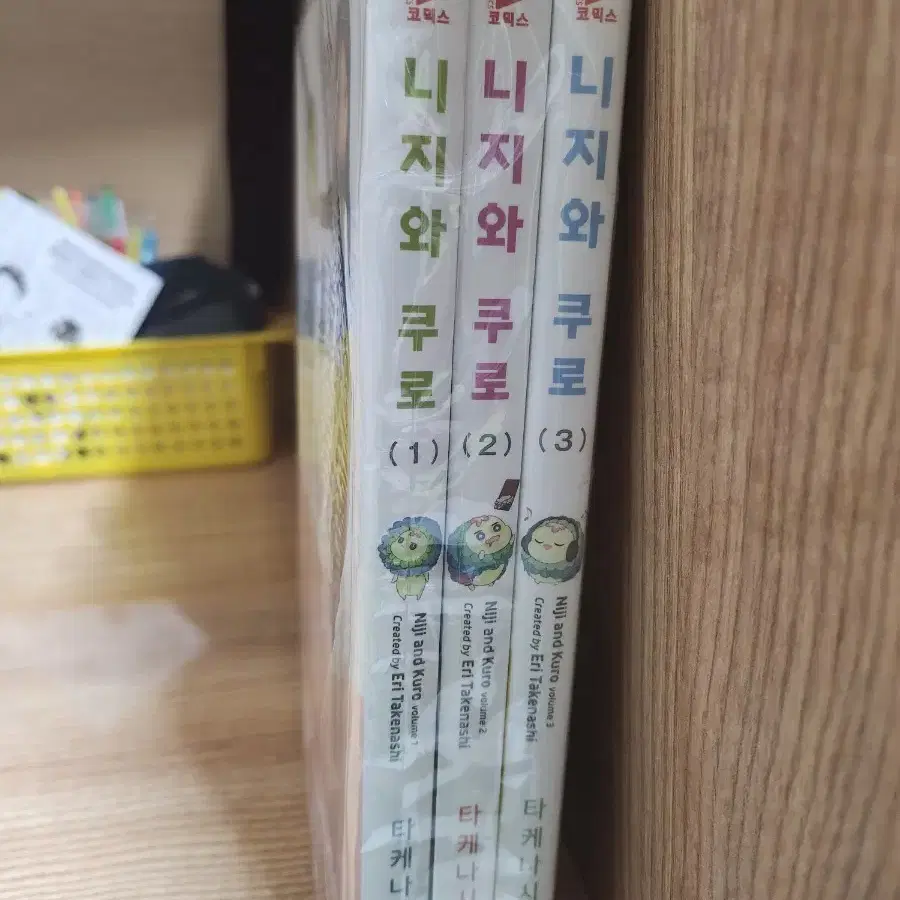 코믹스
니지와 쿠로
(1)
Niji and Kuro volume 1
Created by Eri Takenashi
타케나
코믹스
니지와 쿠로
(2)
Niji and Kuro volume 2
Created by Eri Takenashi
타케나시
코믹스
니지와 쿠로
(3)
Niji and Kuro volume 3
Created by Eri Takenashi
타케나시